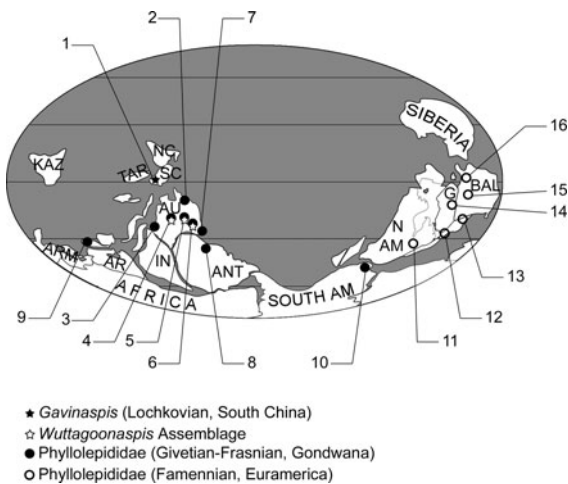 2 7
1
SIBERIA
16
NC
KAZ
TAR
SC
BAL
15
G
AU
14
N
AM
ARM
AR
IN
ANT
13
AFRICA
SOUTH AM
9
3
12
4
11
5
10
6
8
★ Gavinaspis (Lochkovian, South China)
☆ Wuttagoonaspis Assemblage
● Phyllolepididae (Givetian-Frasnian, Gondwana)
○ Phyllolepididae (Famennian, Euramerica)